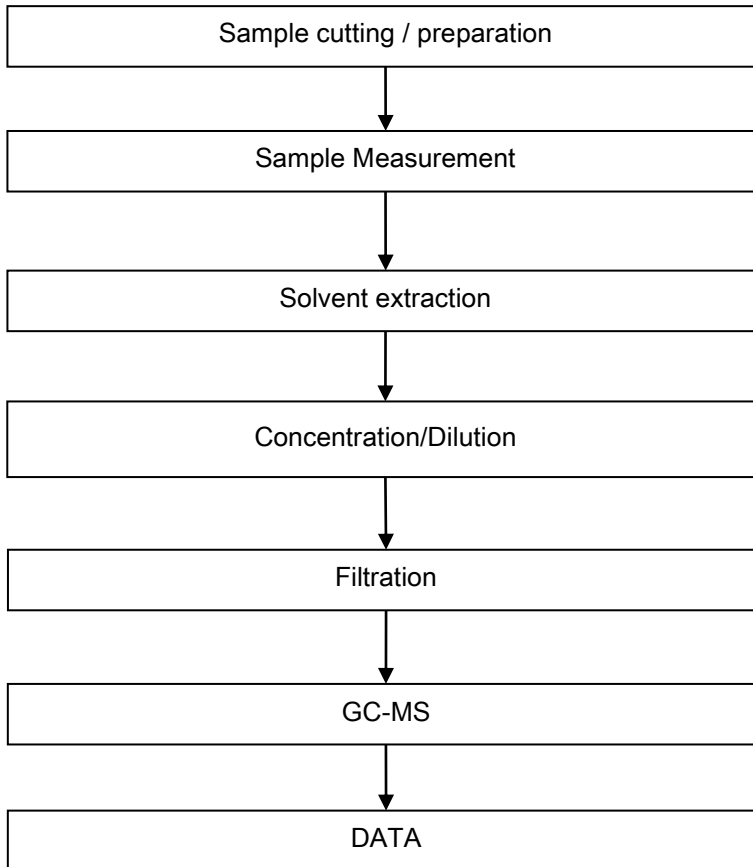 Sample cutting / preparation
Sample Measurement
Solvent extraction
Concentration/Dilution
Filtration
GC-MS
DATA